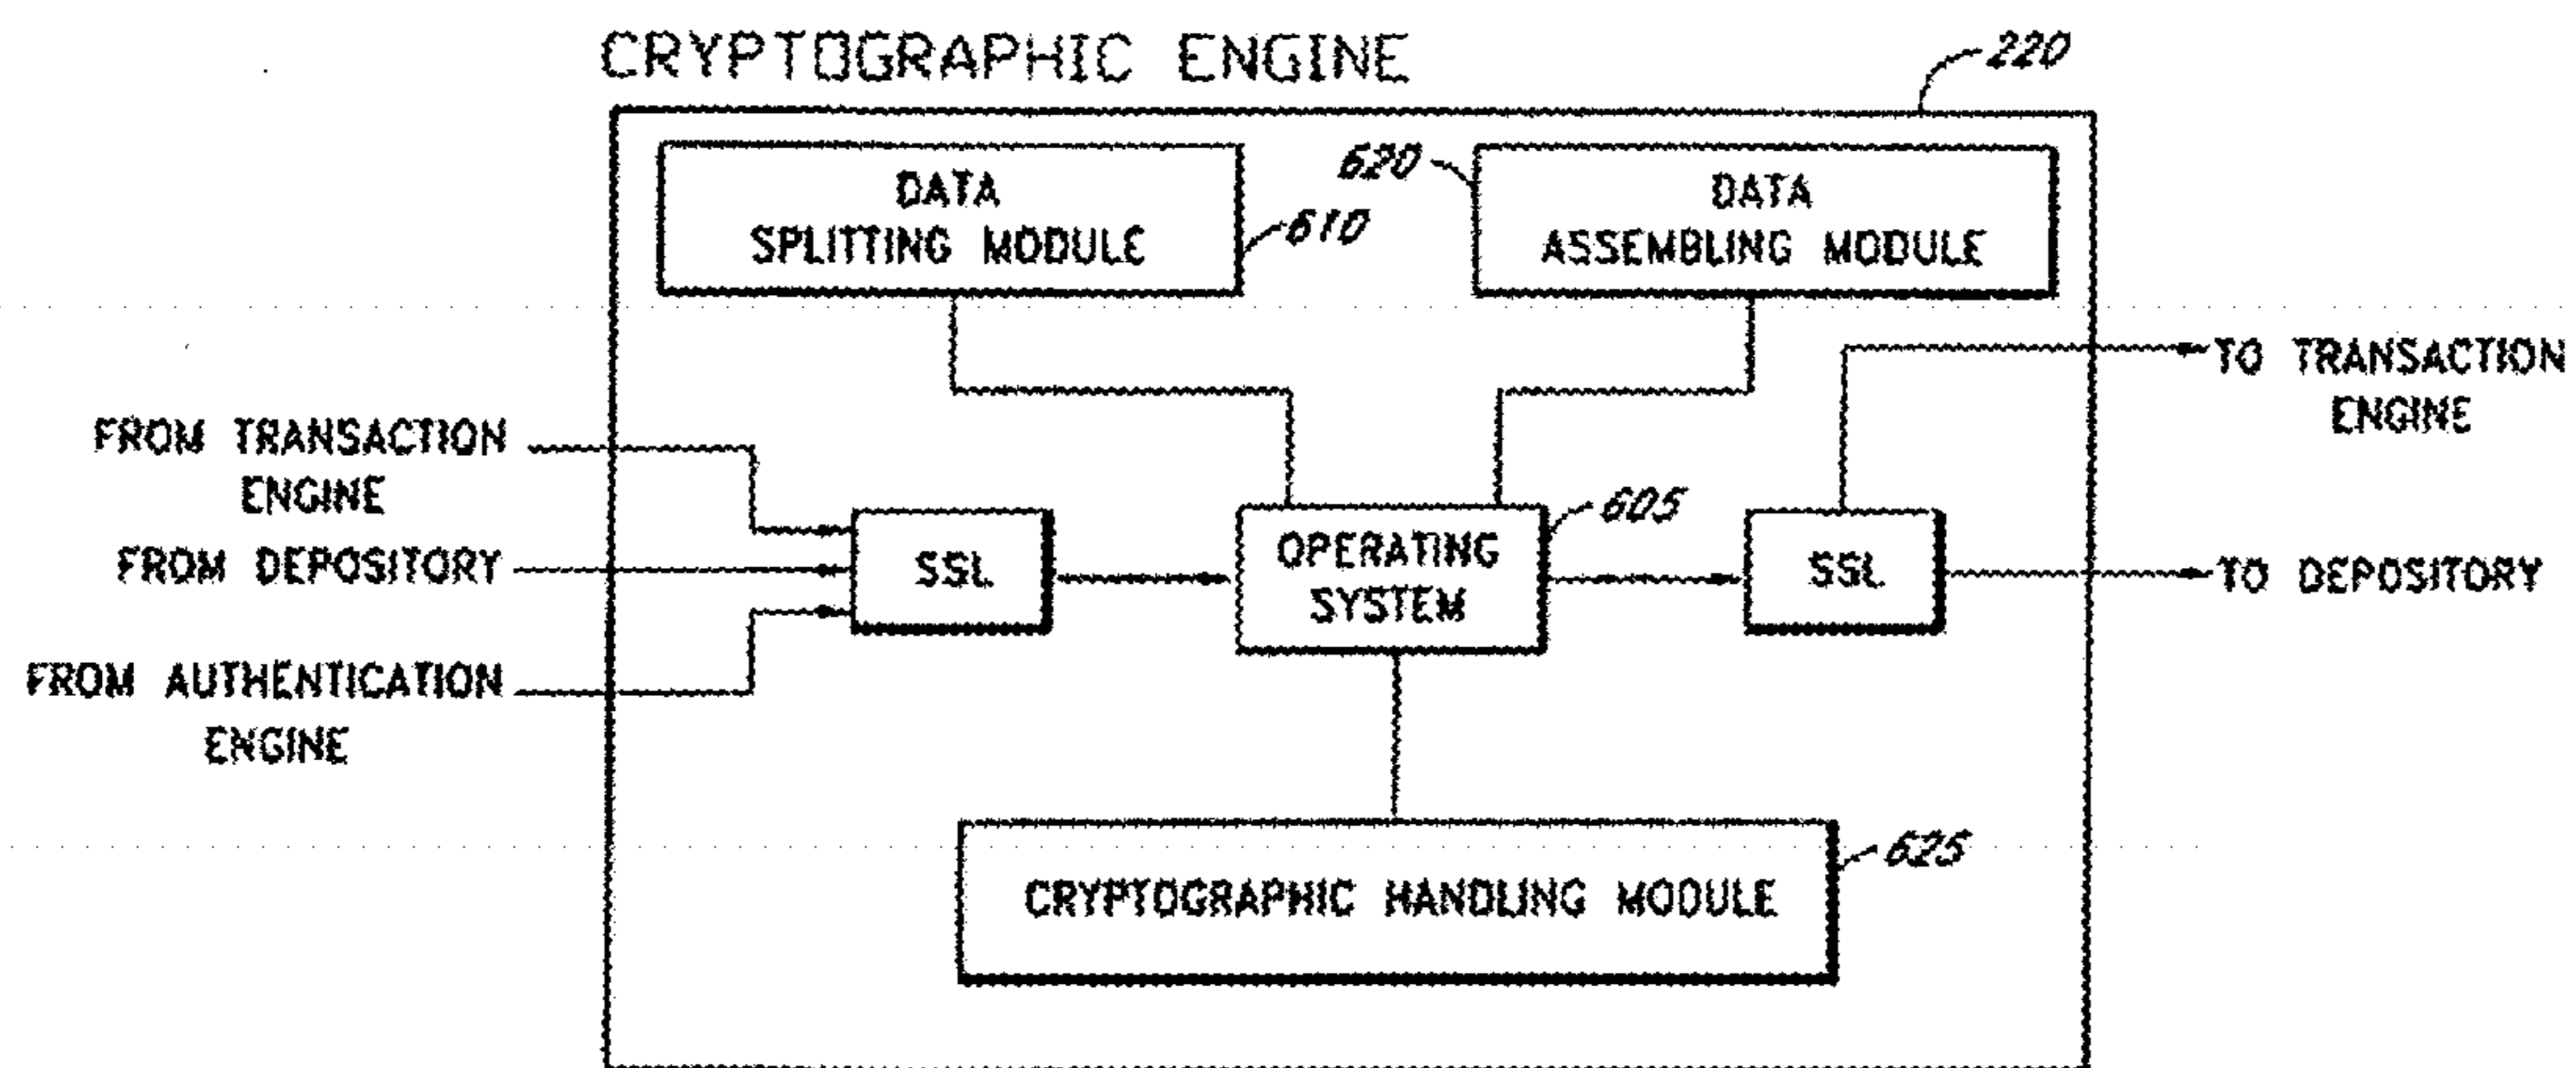 CRYPTOGRAPHIC ENGINE
220
DATA
SPLITTING MODULE
610
620
DATA
ASSEMBLING MODULE
TO TRANSACTION
ENGINE
FROM TRANSACTION
ENGINE
FROM DEPOSITORY
FROM AUTHENTICATION
ENGINE
SSL
OPERATING
SYSTEM
605
SSL
TO DEPOSITORY
CRYPTOGRAPHIC HANDLING MODULE
625